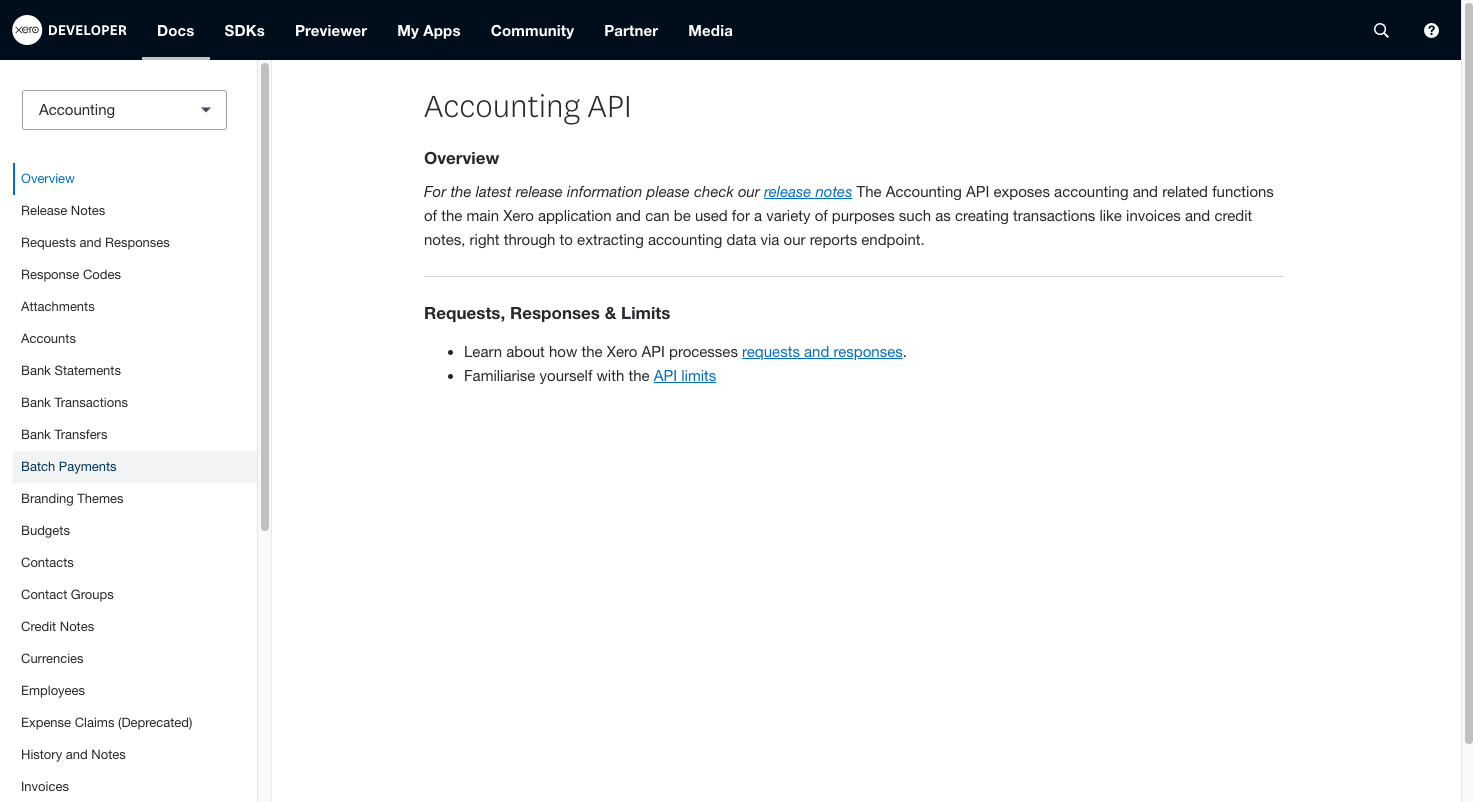 xero DEVELOPER Docs SDKs Previewer My Apps Community Partner Media ?
Accounting
Overview
Release Notes
Requests and Responses
Response Codes
Attachments
Accounts
Bank Statements
Bank Transactions
Bank Transfers
Batch Payments
Branding Themes
Budgets
Contacts
Contact Groups
Credit Notes
Currencies
Employees
Expense Claims (Deprecated)
History and Notes
Invoices
Accounting API
Overview
For the latest release information please check our release notes The Accounting API exposes accounting and related functions
of the main Xero application and can be used for a variety of purposes such as creating transactions like invoices and credit
notes, right through to extracting accounting data via our reports endpoint.
Requests, Responses & Limits
• Learn about how the Xero API processes requests and responses.
• Familiarise yourself with the API limits